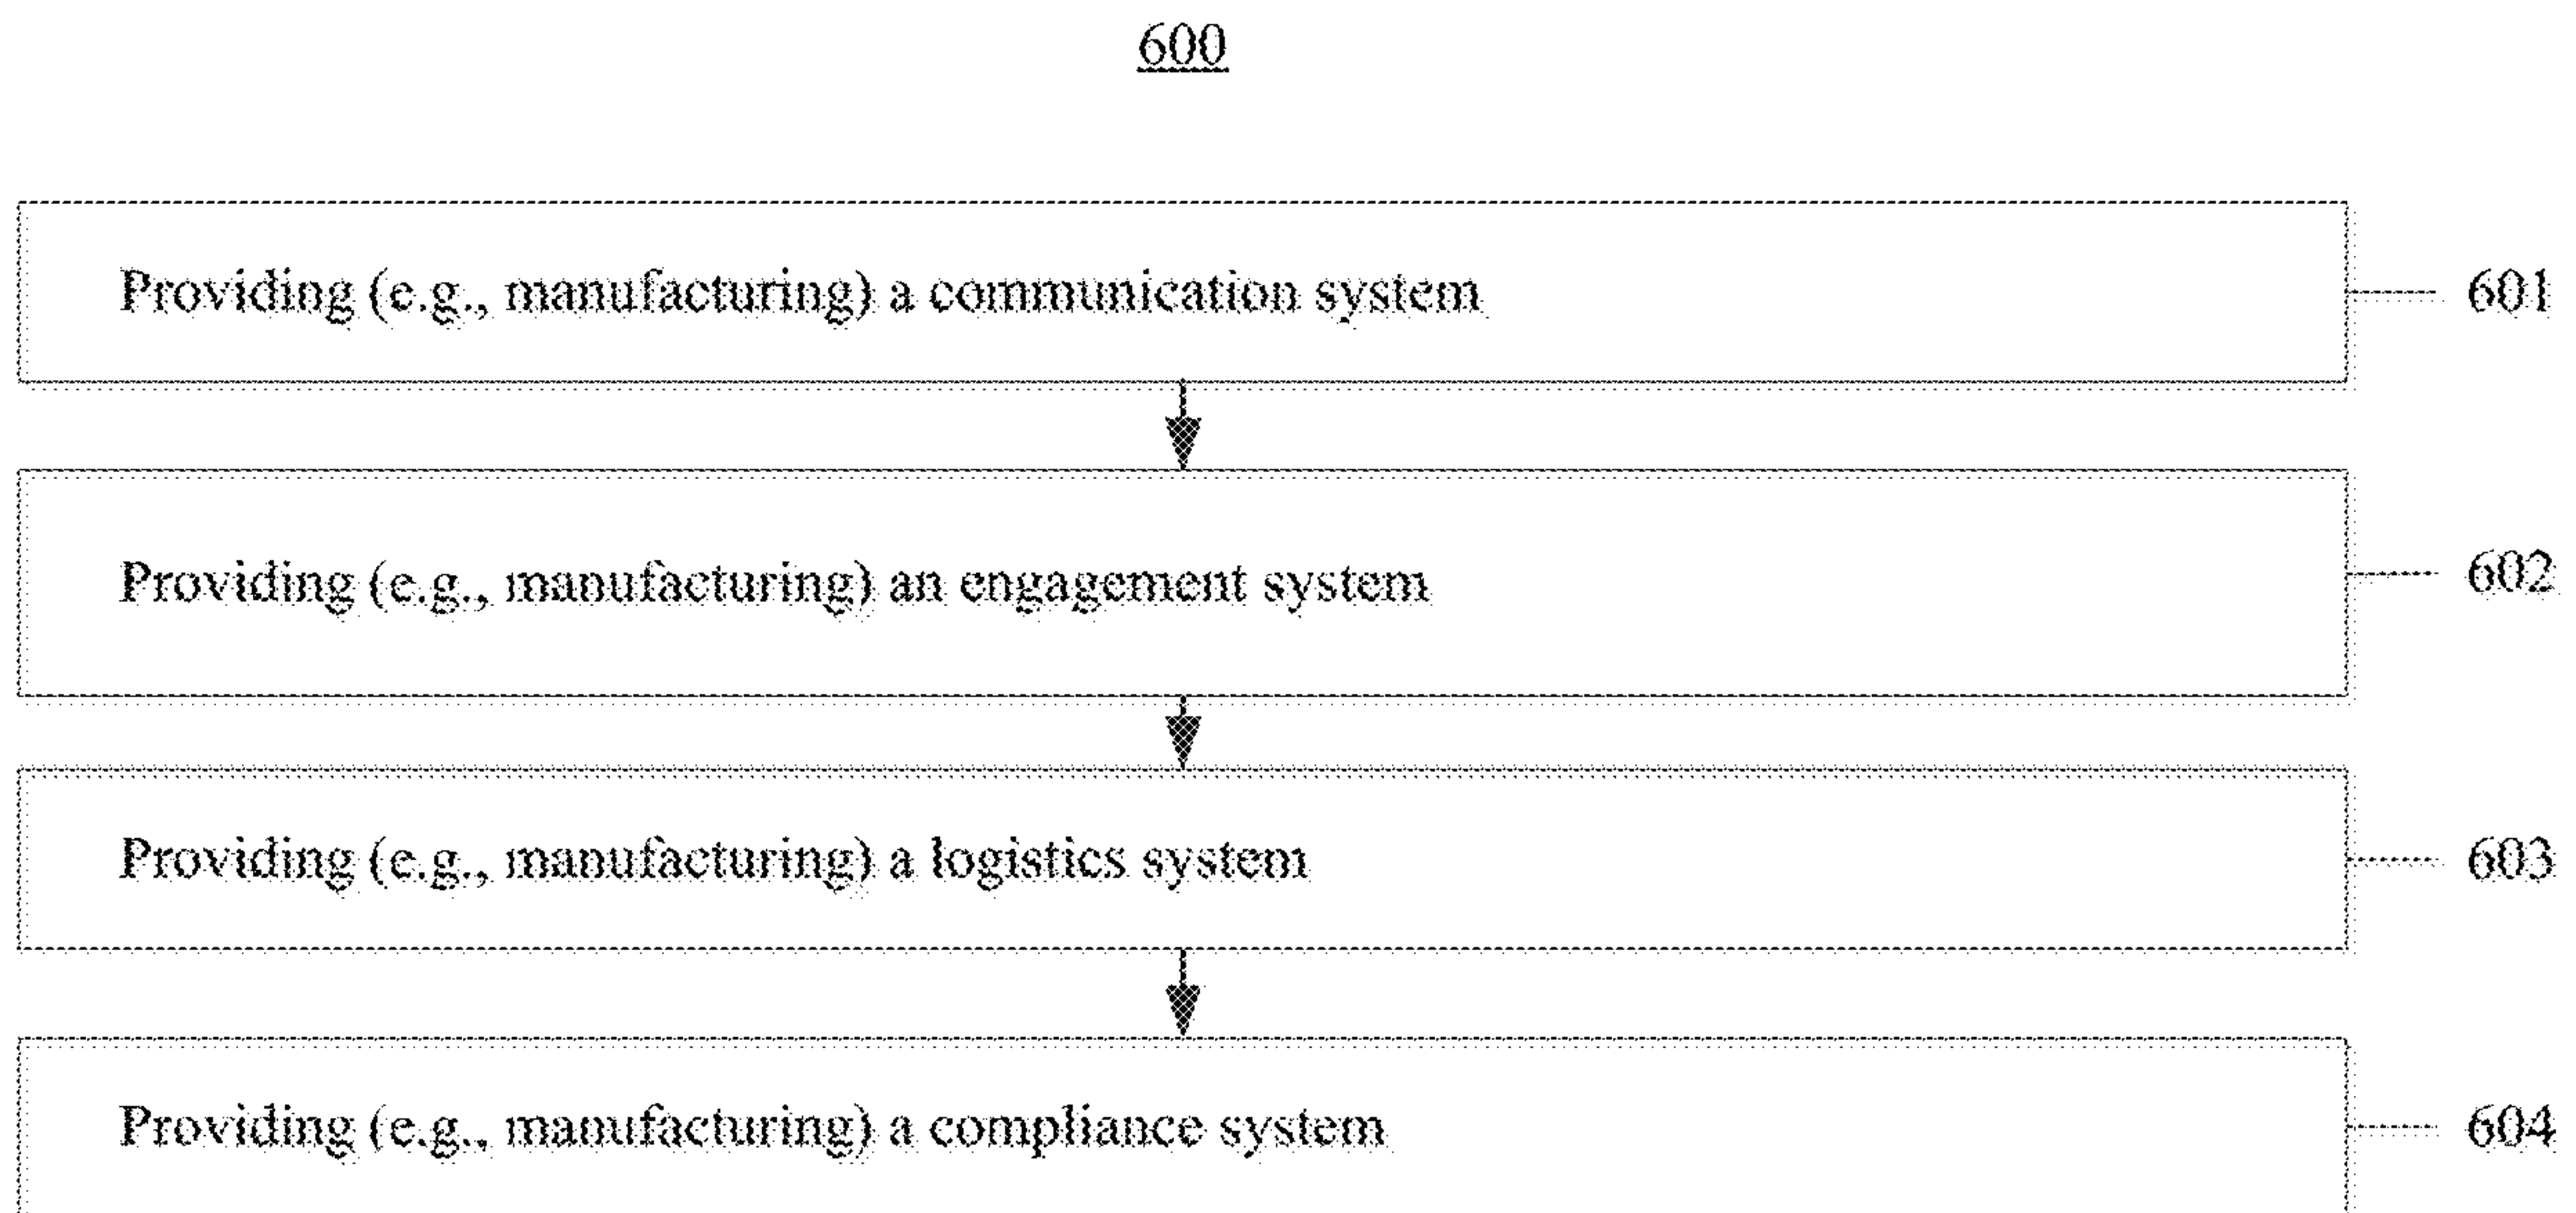 600
Providing (e.g., manufacturing) a communication system
601
Providing (e.g., manufacturing) an engagement system
602
Providing (e.g., manufacturing) a logistics system
603
Providing (e.g., manufacturing) a compliance system
604